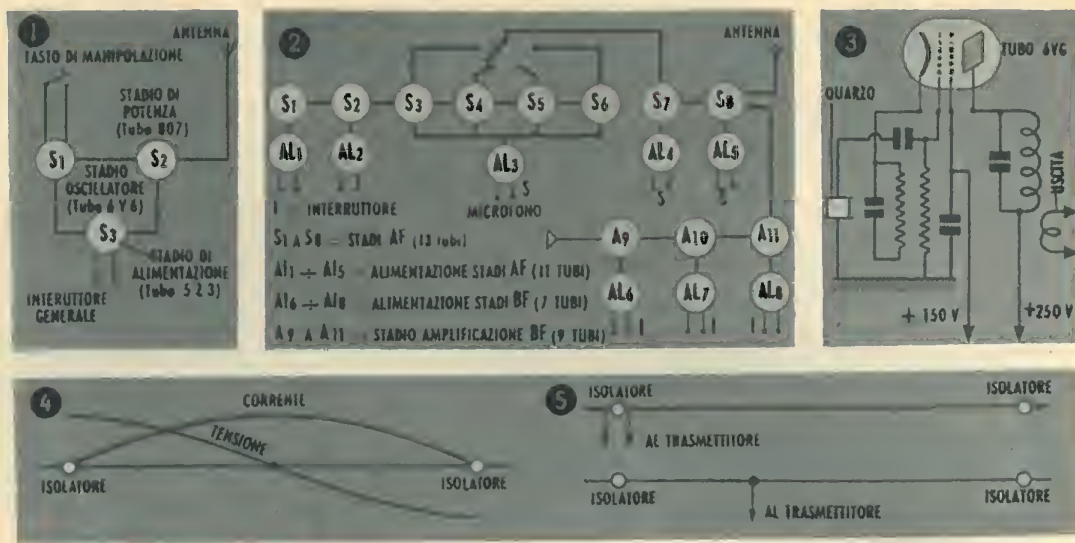 1
ANTENNA
TASTO DI MANIPOLAZIONE
STADIO DI
POTENZA
(Tubo 807)
S1
S2
STADIO
OSCILLATORE
(Tubo 6 V 6)
S3
STADIO DI
ALIMENTAZIONE
(Tubo 5 Z 3)
INTERUTTORE
GENERALE
2
ANTENNA
S1 S2 S3 S4 S5 S6 S7 S8
AL1 AL2 AL3 AL4 AL5
S
S S
I INTERRUTTORE MICROFONO
S1 A S8 = STADI AF (13 tubi)
A9 A10 A11
Al1 ÷ Al5 = ALIMENTAZIONE STADI AF (11 TUBI)
AL6 AL7 AL8
Al6 ÷ Al8 = ALIMENTAZIONE STADI BF (7 TUBI)
A9 A A11 = STADIO AMPLIFICAZIONE BF (9 TUBI)
3
TUBO 6V6
QUARZO
USCITA
+ 150 V
+250 V
4
CORRENTE
TENSIONE
ISOLATORE
ISOLATORE
5
ISOLATORE
ISOLATORE
AL TRASMETTITORE
ISOLATORE
ISOLATORE
AL TRASMETTITORE